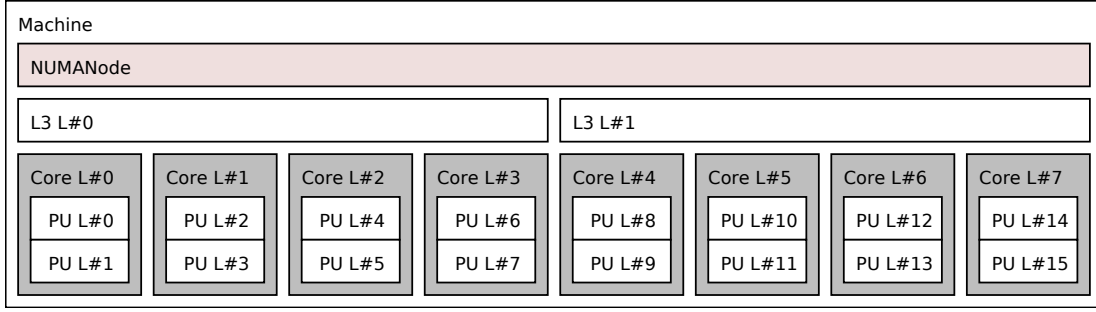 Machine
NUMANode
L3 L#0 L3 L#1
Core L#0 Core L#1 Core L#2 Core L#3 Core L#4 Core L#5 Core L#6 Core L#7
PU L#0 PU L#2 PU L#4 PU L#6 PU L#8 PU L#10 PU L#12 PU L#14
PU L#1 PU L#3 PU L#5 PU L#7 PU L#9 PU L#11 PU L#13 PU L#15